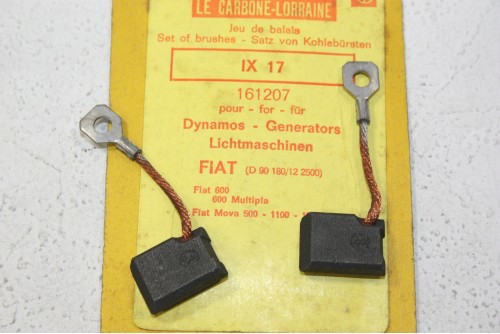 LE CARBONE-LORRAINE
Jeu de balais
Set of brushes - Satz von Kohlebürsten
IX 17
161207
pour - for - für
Dynamos - Generators
Lichtmaschinen
FIAT (D 90 180/12 2500)
Fiat 600
600 Multipla
Fiat Mova 500 - 1100 -